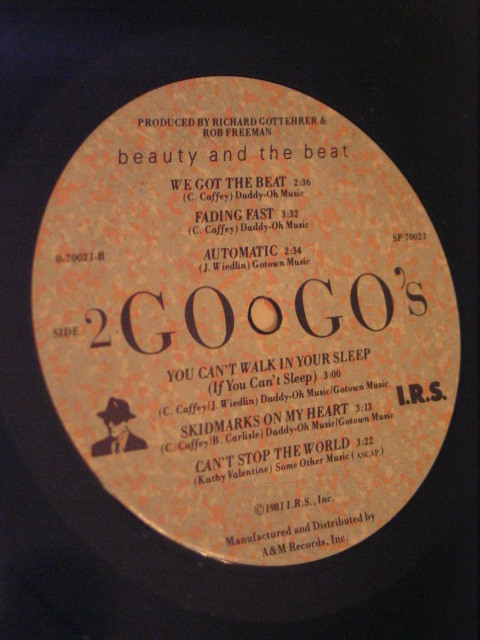 PRODUCED BY RICHARD GOTTEHRER &
ROB FREEMAN
beauty and the beat
WE GOT THE BEAT 2:36
(C. Caffey) Daddy-Oh Music
FADING FAST 3:32
(C. Caffey) Daddy-Oh Music
AUTOMATIC 2:34
(J. Wiedlin) Gotown Music
0-70021-B
SP 70021
SIDE 2 GO GO's
YOU CAN'T WALK IN YOUR SLEEP
(If You Can't Sleep) 3:00
(C. Caffey/J. Wiedlin) Daddy-Oh Music/Gotown Music
I.R.S.
SKIDMARKS ON MY HEART 3:13
(C. Caffey/B. Carlisle) Daddy-Oh Music/Gotown Music
CAN'T STOP THE WORLD 3:22
(Kathy Valentine) Some Other Music (ASCAP)
©1981 I.R.S., Inc.
Manufactured and Distributed by
A&M Records, Inc.